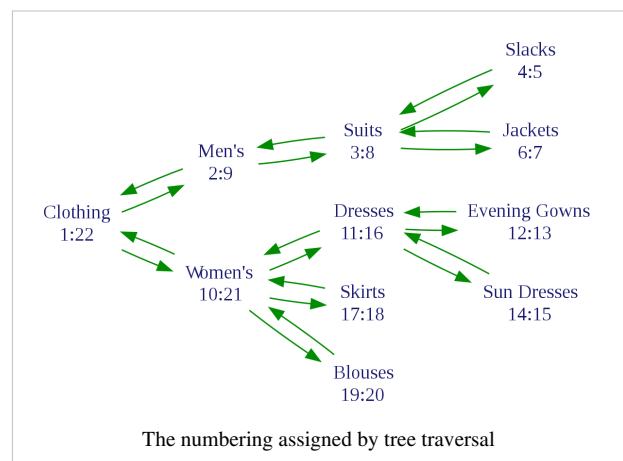 Slacks
4:5
Suits
3:8
Jackets
6:7
Men's
2:9
Clothing
1:22
Dresses
11:16
Evening Gowns
12:13
Women's
10:21
Skirts
17:18
Sun Dresses
14:15
Blouses
19:20
The numbering assigned by tree traversal